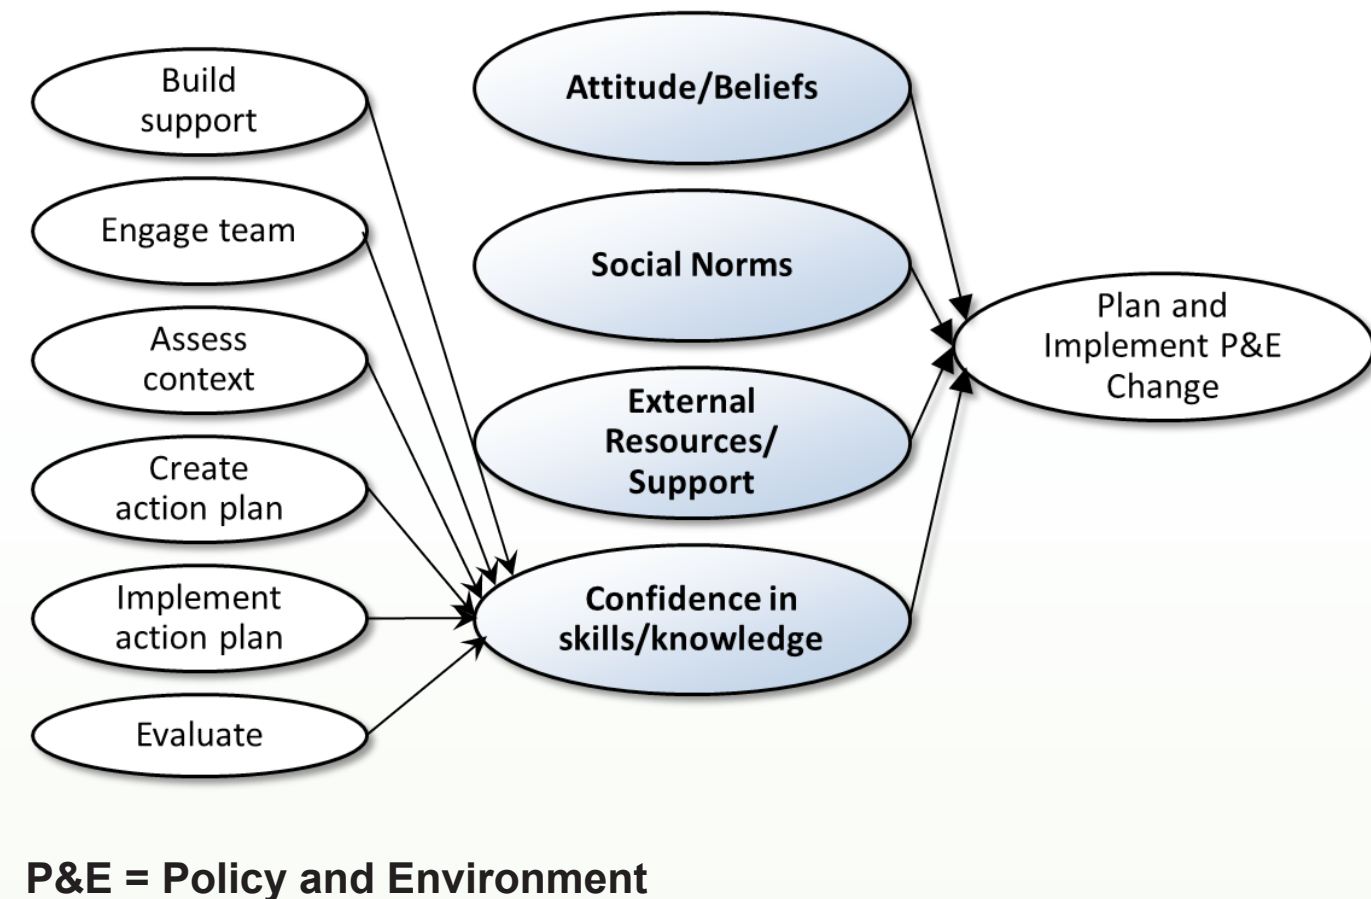 Build
support
Engage team
Assess
context
Create
action plan
Implement
action plan
Evaluate
Attitude/Beliefs
Social Norms
External
Resources/
Support
Confidence in
skills/knowledge
Plan and
Implement P&E
Change
P&E = Policy and Environment